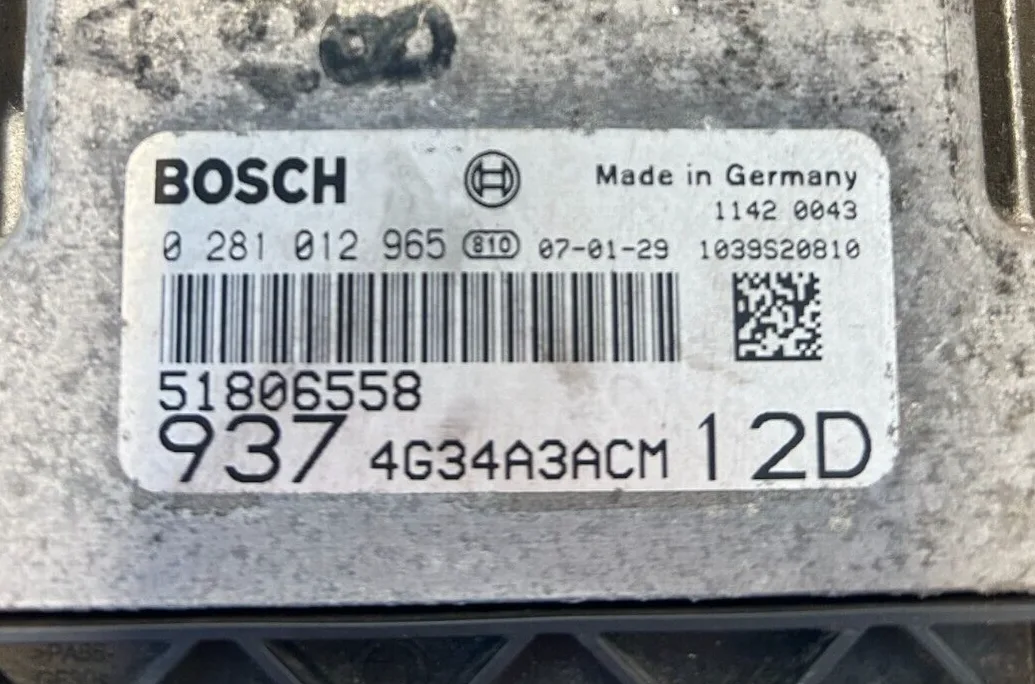 BOSCH Made in Germany
1142 0043
0 281 012 965 810 07-01-29 1039S20810
51806558
937 4G34A3ACM 12D
>PA66-